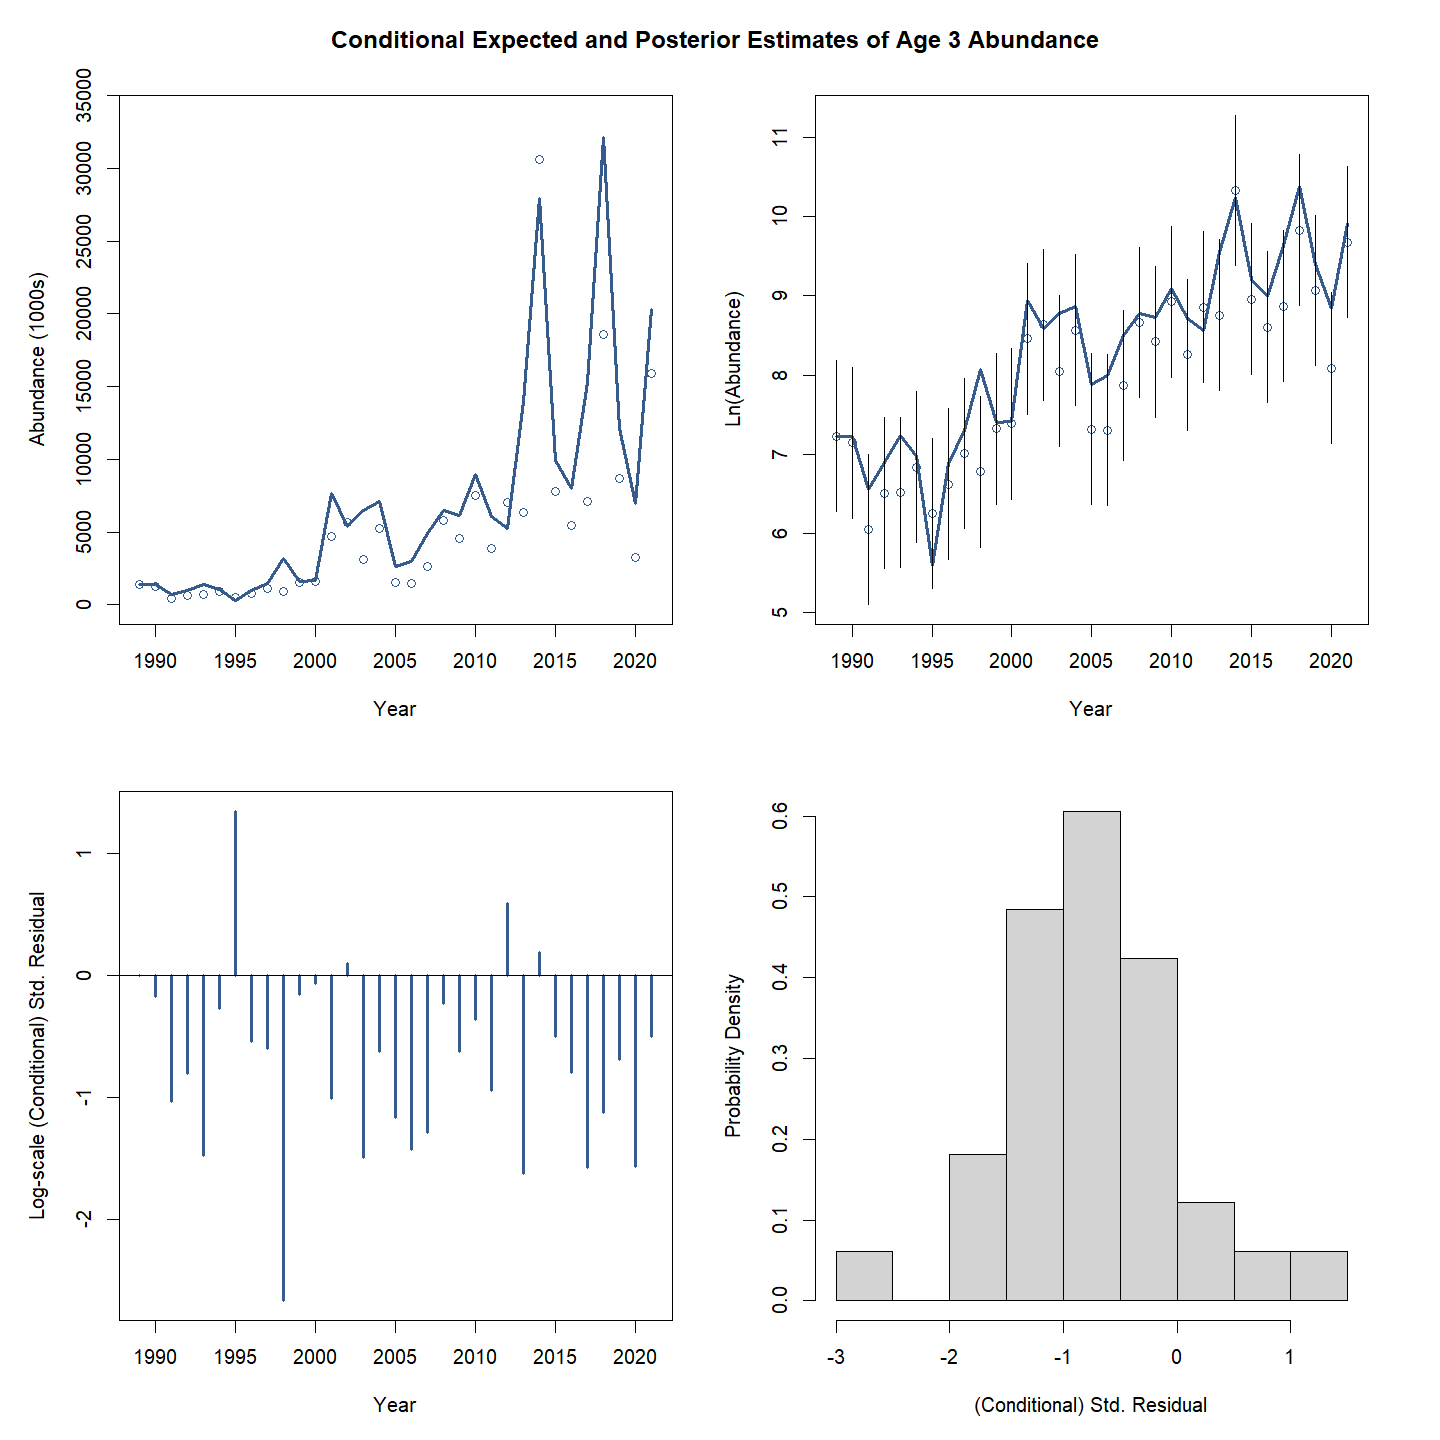 Conditional Expected and Posterior Estimates of Age 3 Abundance
Abundance (1000s)
35000
30000
25000
20000
15000
10000
5000
0
1990 1995 2000 2005 2010 2015 2020
Year
Ln(Abundance)
11
10
9
8
7
6
5
1990 1995 2000 2005 2010 2015 2020
Year
Log-scale (Conditional) Std. Residual
1
0
-1
-2
1990 1995 2000 2005 2010 2015 2020
Year
Probability Density
0.6
0.5
0.4
0.3
0.2
0.1
0.0
-3 -2 -1 0 1
(Conditional) Std. Residual